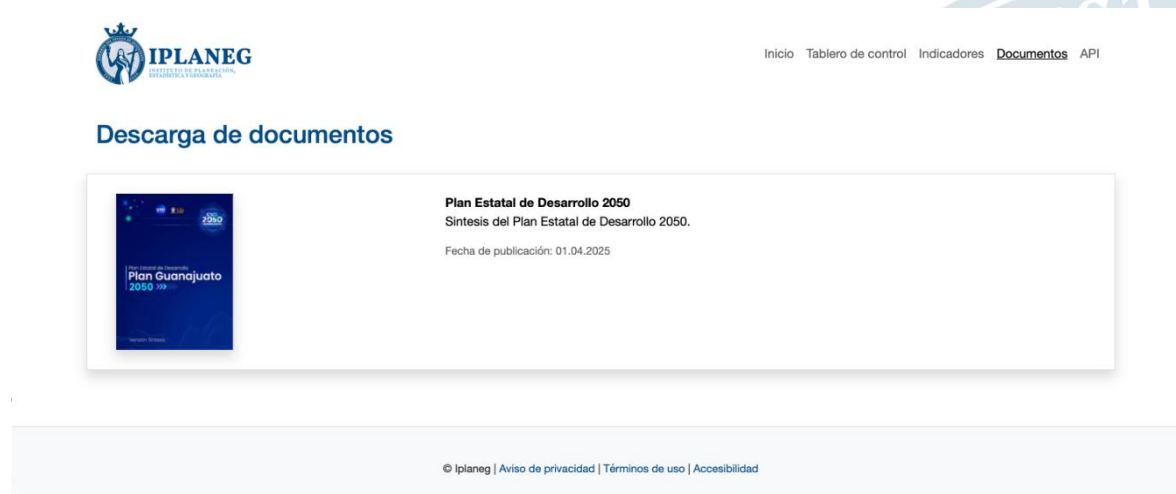 IPLANEG
INSTITUTO DE PLANEACIÓN,
ESTADÍSTICA Y GEOGRAFÍA
Inicio Tablero de control Indicadores Documentos API
Descarga de documentos
Plan Estatal de Desarrollo
Plan Guanajuato
2050
Versión Síntesis
Plan Estatal de Desarrollo 2050
Sintesis del Plan Estatal de Desarrollo 2050.
Fecha de publicación: 01.04.2025
© Iplaneg | Aviso de privacidad | Términos de uso | Accesibilidad